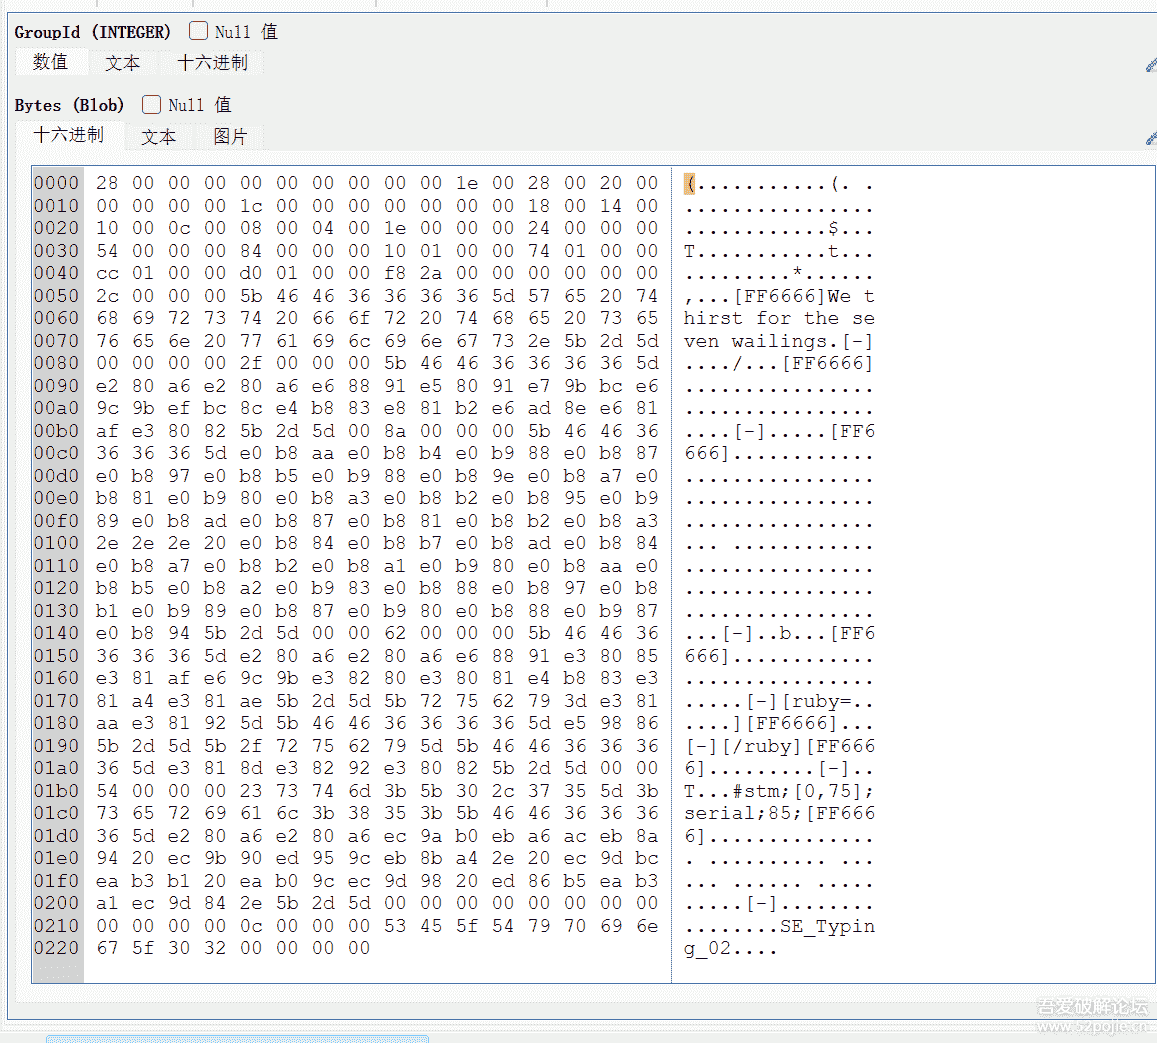 GroupId (INTEGER) Null 值
数值 文本 十六进制
Bytes (Blob) Null 值
十六进制 文本 图片
0000 28 00 00 00 00 00 00 00 00 00 1e 00 28 00 20 00 (...........(. .
0010 00 00 00 00 1c 00 00 00 00 00 00 00 18 00 14 00 ................
0020 10 00 0c 00 08 00 04 00 1e 00 00 00 24 00 00 00 ............$...
0030 54 00 00 00 84 00 00 00 10 01 00 00 74 01 00 00 T...........t...
0040 cc 01 00 00 d0 01 00 00 f8 2a 00 00 00 00 00 00 .........*......
0050 2c 00 00 00 5b 46 46 36 36 36 36 5d 57 65 20 74 ,...[FF6666]We t
0060 68 69 72 73 74 20 66 6f 72 20 74 68 65 20 73 65 hirst for the se
0070 76 65 6e 20 77 61 69 6c 69 6e 67 73 2e 5b 2d 5d ven wailings.[-]
0080 00 00 00 00 2f 00 00 00 5b 46 46 36 36 36 36 5d ..../...[FF6666]
0090 e2 80 a6 e2 80 a6 e6 88 91 e5 80 91 e7 9b bc e6 ................
00a0 9c 9b ef bc 8c e4 b8 83 e8 81 b2 e6 ad 8e e6 81 ................
00b0 af e3 80 82 5b 2d 5d 00 8a 00 00 00 5b 46 46 36 ....[-].....[FF6
00c0 36 36 36 5d e0 b8 aa e0 b8 b4 e0 b9 88 e0 b8 87 666]............
00d0 e0 b8 97 e0 b8 b5 e0 b9 88 e0 b8 9e e0 b8 a7 e0 ................
00e0 b8 81 e0 b9 80 e0 b8 a3 e0 b8 b2 e0 b8 95 e0 b9 ................
00f0 89 e0 b8 ad e0 b8 87 e0 b8 81 e0 b8 b2 e0 b8 a3 ................
0100 2e 2e 2e 20 e0 b8 84 e0 b8 b7 e0 b8 ad e0 b8 84 ... ............
0110 e0 b8 a7 e0 b8 b2 e0 b8 a1 e0 b9 80 e0 b8 aa e0 ................
0120 b8 b5 e0 b8 a2 e0 b9 83 e0 b8 88 e0 b8 97 e0 b8 ................
0130 b1 e0 b9 89 e0 b8 87 e0 b9 80 e0 b8 88 e0 b9 87 ................
0140 e0 b8 94 5b 2d 5d 00 00 62 00 00 00 5b 46 46 36 ...[-]..b...[FF6
0150 36 36 36 5d e2 80 a6 e2 80 a6 e6 88 91 e3 80 85 666]............
0160 e3 81 af e6 9c 9b e3 82 80 e3 80 81 e4 b8 83 e3 ................
0170 81 a4 e3 81 ae 5b 2d 5d 5b 72 75 62 79 3d e3 81 .....[-][ruby=..
0180 aa e3 81 92 5d 5b 46 46 36 36 36 36 5d e5 98 86 ....][FF6666]...
0190 5b 2d 5d 5b 2f 72 75 62 79 5d 5b 46 46 36 36 36 [-][/ruby][FF666
01a0 36 5d e3 81 8d e3 82 92 e3 80 82 5b 2d 5d 00 00 6].........[-]..
01b0 54 00 00 00 23 73 74 6d 3b 5b 30 2c 37 35 5d 3b T...#stm;[0,75];
01c0 73 65 72 69 61 6c 3b 38 35 3b 5b 46 46 36 36 36 serial;85;[FF666
01d0 36 5d e2 80 a6 e2 80 a6 ec 9a b0 eb a6 ac eb 8a 6]..............
01e0 94 20 ec 9b 90 ed 95 9c eb 8b a4 2e 20 ec 9d bc . .......... ...
01f0 ea b3 b1 20 ea b0 9c ec 9d 98 20 ed 86 b5 ea b3 ... ...... .....
0200 a1 ec 9d 84 2e 5b 2d 5d 00 00 00 00 00 00 00 00 .....[-]........
0210 00 00 00 00 0c 00 00 00 53 45 5f 54 79 70 69 6e ........SE_Typin
0220 67 5f 30 32 00 00 00 00 g_02....
吾爱破解论坛
www.52pojie.cn